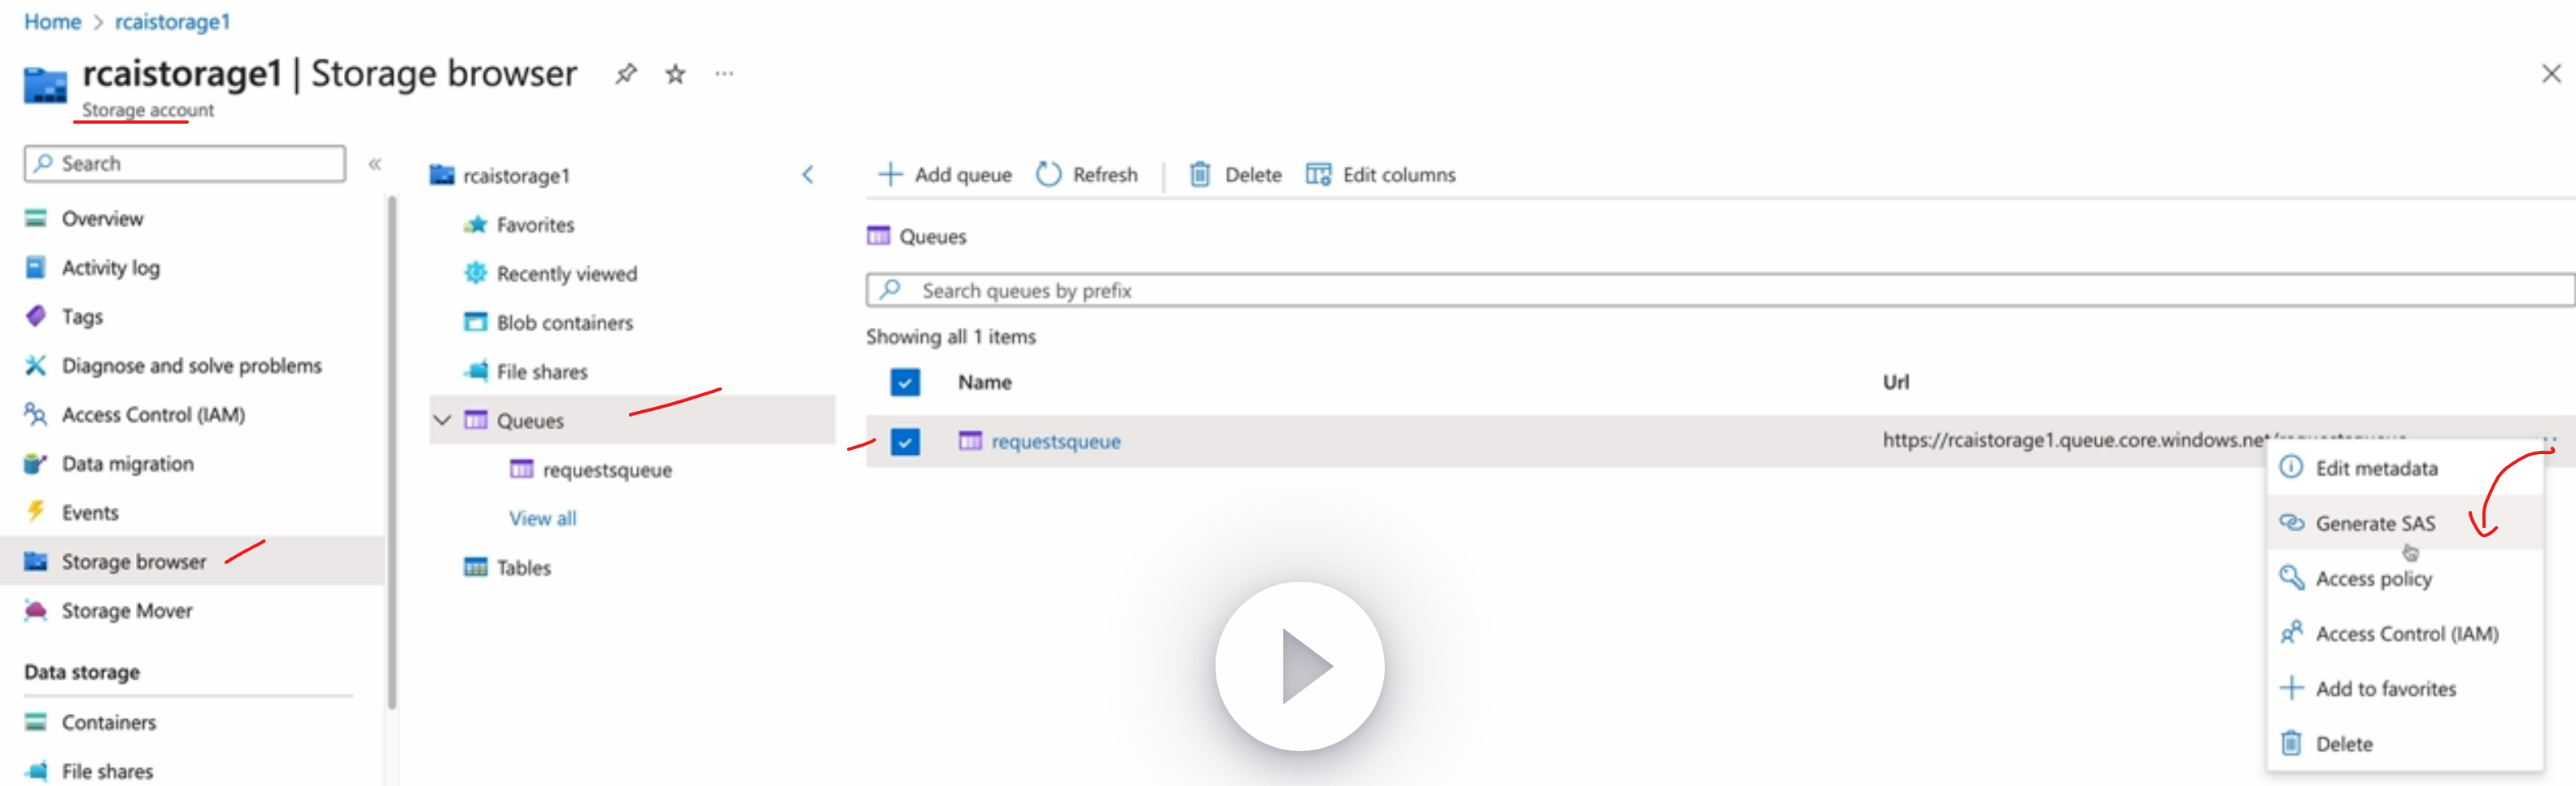 Home > rcaistorage1
rcaistorage1 | Storage browser
Storage account
Search
Overview
Activity log
Tags
Diagnose and solve problems
Access Control (IAM)
Data migration
Events
Storage browser
Storage Mover
Data storage
Containers
File shares
rcaistorage1
Favorites
Recently viewed
Blob containers
File shares
Queues
requestsqueue
View all
Tables
Add queue Refresh Delete Edit columns
Queues
Search queues by prefix
Showing all 1 items
Name Url
requestsqueue https://rcaistorage1.queue.core.windows.net/requestsqueue
Edit metadata
Generate SAS
Access policy
Access Control (IAM)
Add to favorites
Delete